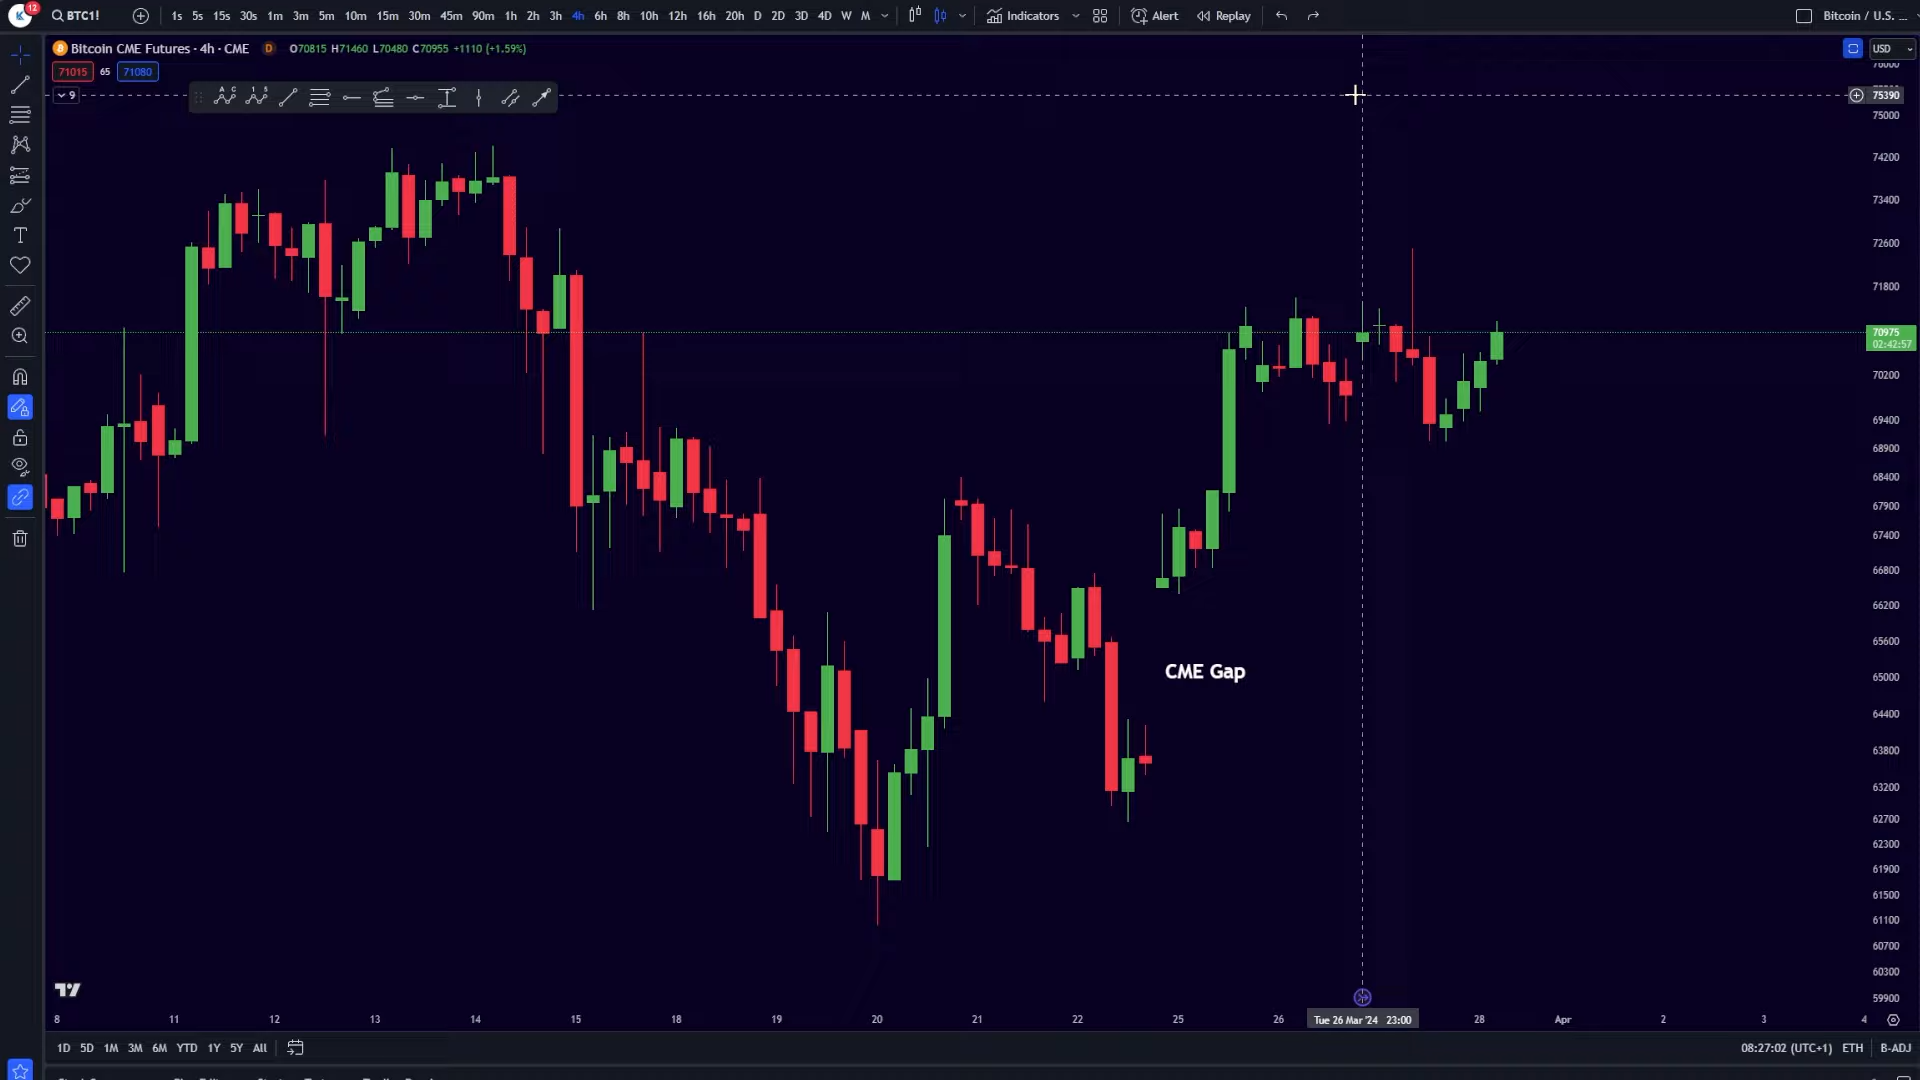 12
BTC1!
1s 5s 15s 30s 1m 3m 5m 10m 15m 30m 45m 90m 1h 2h 3h 4h 6h 8h 10h 12h 16h 20h D 2D 3D 4D W M
Indicators
Alert
Replay
Bitcoin / U.S. ...
Bitcoin CME Futures · 4h · CME D O70815 H71460 L70480 C70955 +1110 (+1.59%)
USD
71015 65 71080
9
76000
75390
75000
74200
73400
72600
71800
70975
02:42:57
70200
69400
68900
68400
67900
67400
66800
66200
65600
CME Gap
65000
64400
63800
63200
62700
62300
61900
61500
61100
60700
60300
59900
8 11 12 13 14 15 18 19 20 21 22 25 26 Tue 26 Mar '24 23:00 28 Apr 2 3 4
1D 5D 1M 3M 6M YTD 1Y 5Y All
08:27:02 (UTC+1) ETH B-ADJ